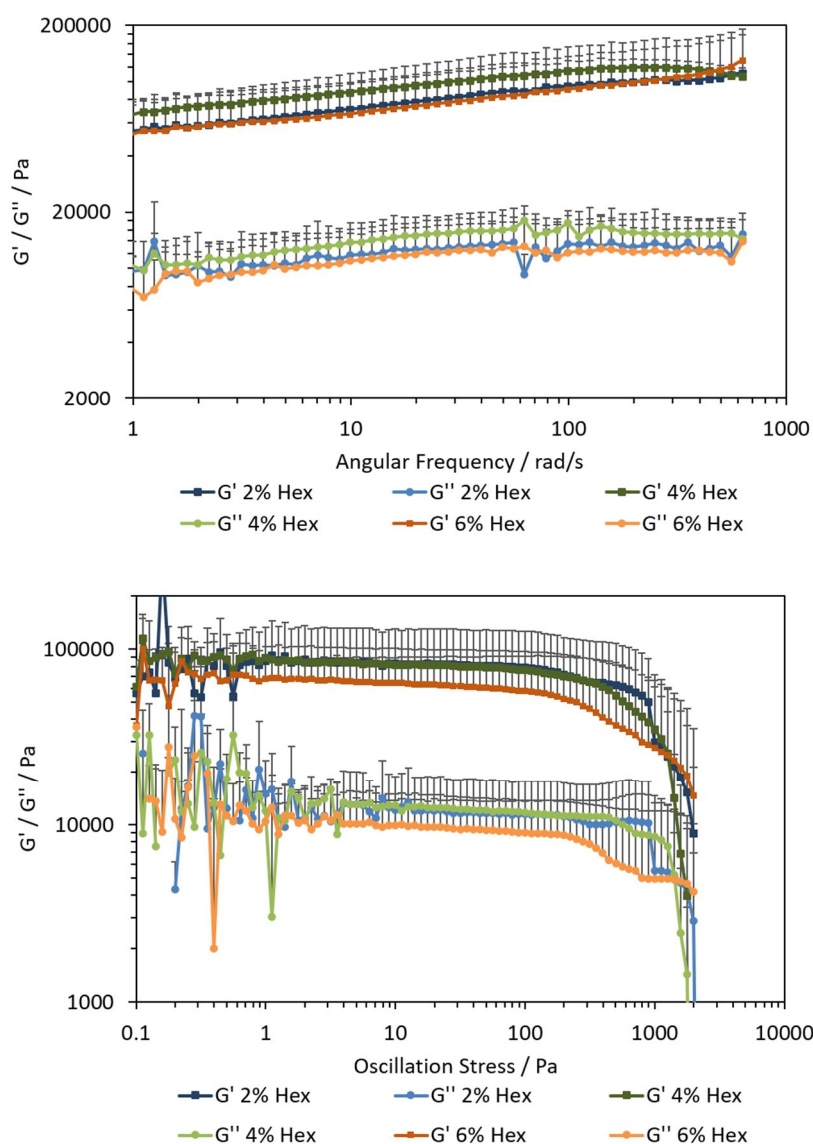 200000
20000
2000
G' / G'' / Pa
1 10 100 1000
Angular Frequency / rad/s
G' 2% Hex G'' 2% Hex G' 4% Hex
G'' 4% Hex G' 6% Hex G'' 6% Hex
100000
10000
1000
G' / G'' / Pa
0.1 1 10 100 1000 10000
Oscillation Stress / Pa
G' 2% Hex G'' 2% Hex G' 4% Hex
G'' 4% Hex G' 6% Hex G'' 6% Hex